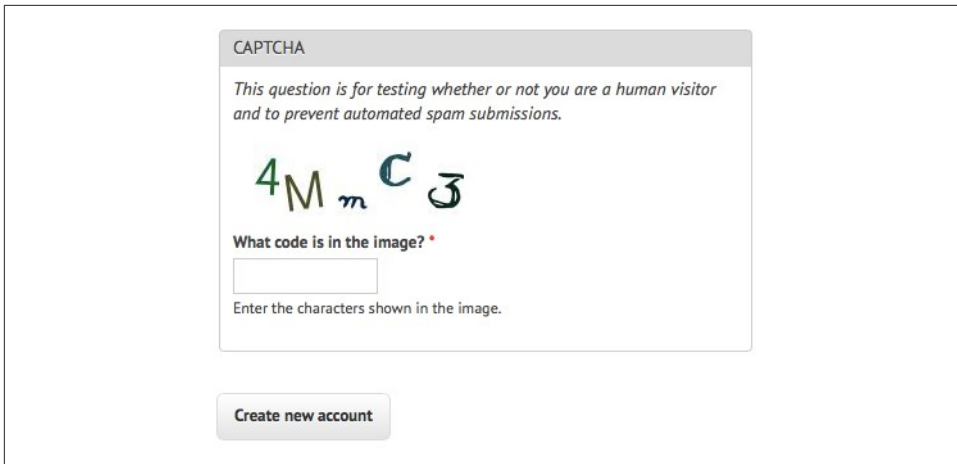 CAPTCHA
This question is for testing whether or not you are a human visitor
and to prevent automated spam submissions.
4MmC3
What code is in the image? *
Enter the characters shown in the image.
Create new account